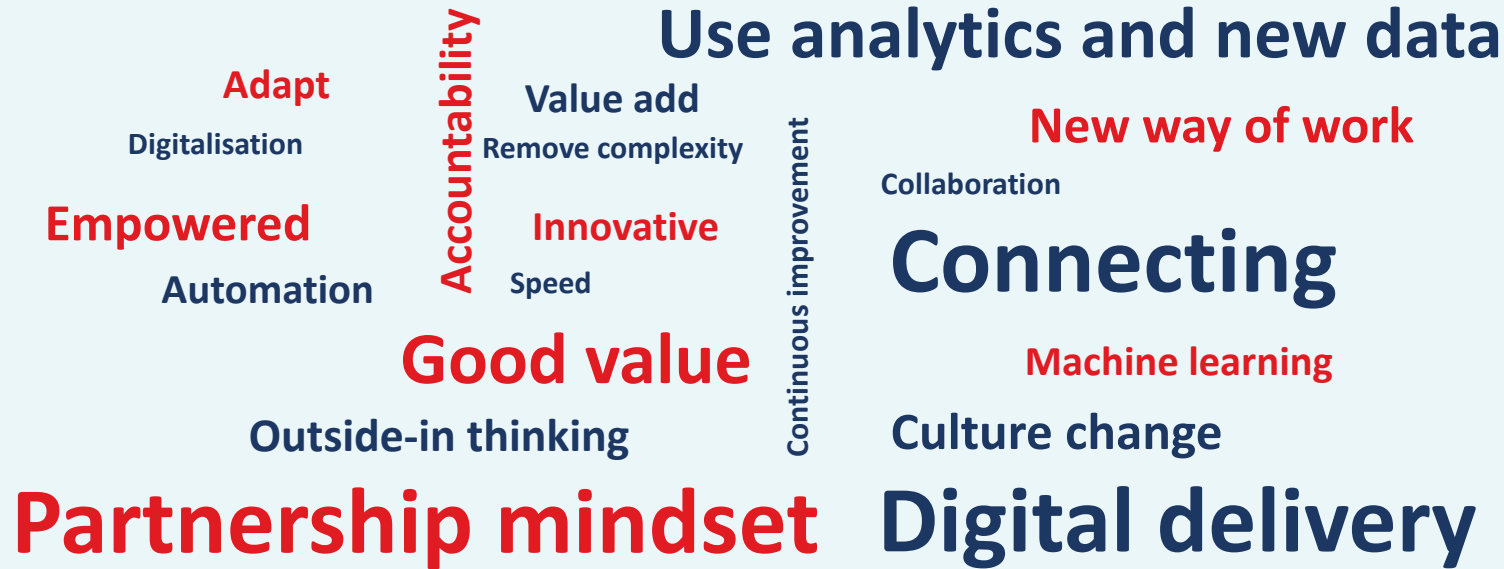 Use analytics and new data
Adapt
Accountability
Value add
New way of work
Digitalisation
Remove complexity
Continuous improvement
Collaboration
Empowered
Innovative
Connecting
Automation
Speed
Good value
Machine learning
Outside-in thinking
Culture change
Partnership mindset
Digital delivery